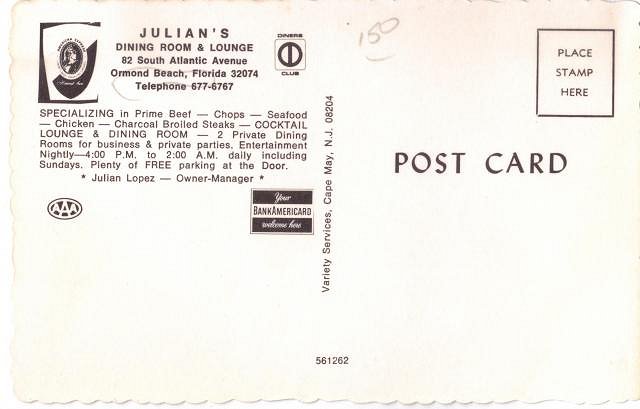 JULIAN'S
DINING ROOM & LOUNGE
82 South Atlantic Avenue
Ormond Beach, Florida 32074
Telephone 677-6767
DINERS
CLUB
150
SPECIALIZING in Prime Beef — Chops — Seafood
— Chicken — Charcoal Broiled Steaks — COCKTAIL
LOUNGE & DINING ROOM — 2 Private Dining
Rooms for business & private parties. Entertainment
Nightly—4:00 P.M. to 2:00 A.M. daily including
Sundays. Plenty of FREE parking at the Door.
* Julian Lopez — Owner-Manager *
AAA
Your
BANKAMERICARD
welcome here
Variety Services, Cape May, N.J. 08204
561262
PLACE
STAMP
HERE
POST CARD